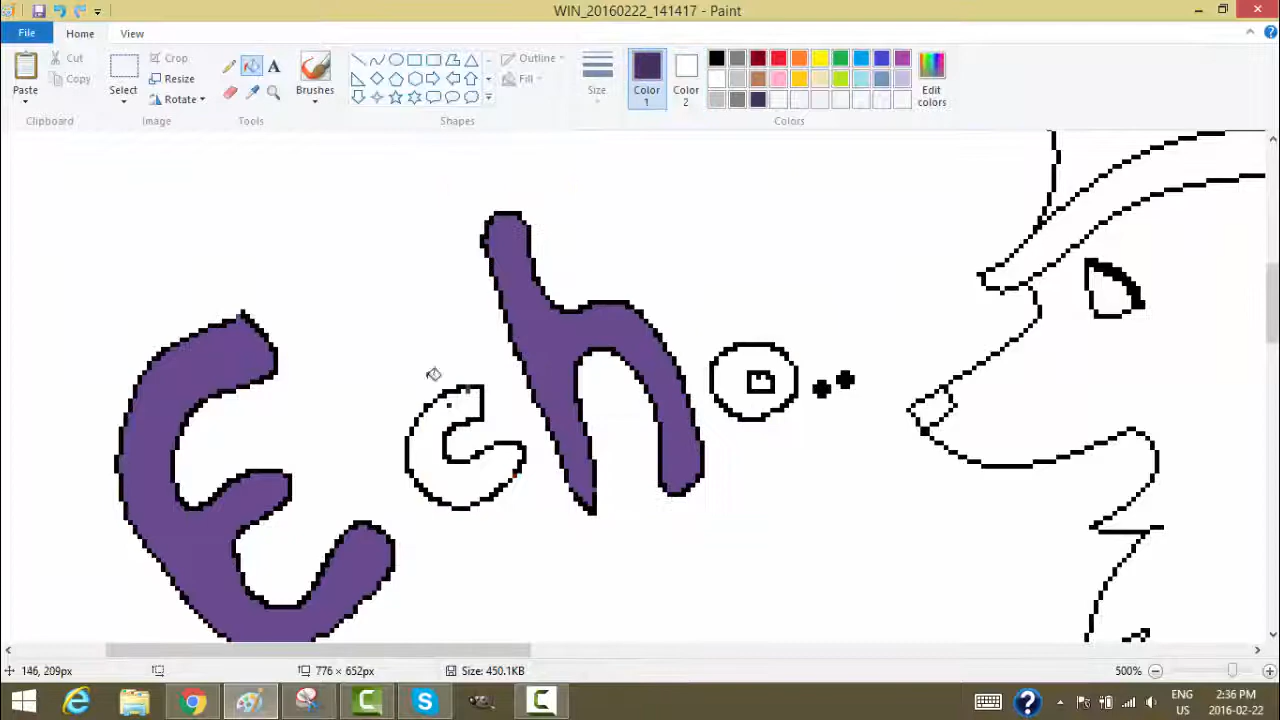 WIN_20160222_141417 - Paint
File Home View
Paste Cut Copy Clipboard
Select Crop Resize Rotate Image
A Tools
Brushes
Shapes Outline Fill
Size
Color 1 Color 2 Colors
Edit colors
Echo..
146, 209px 776 × 652px Size: 450.1KB 500%
ENG US 2:36 PM 2016-02-22